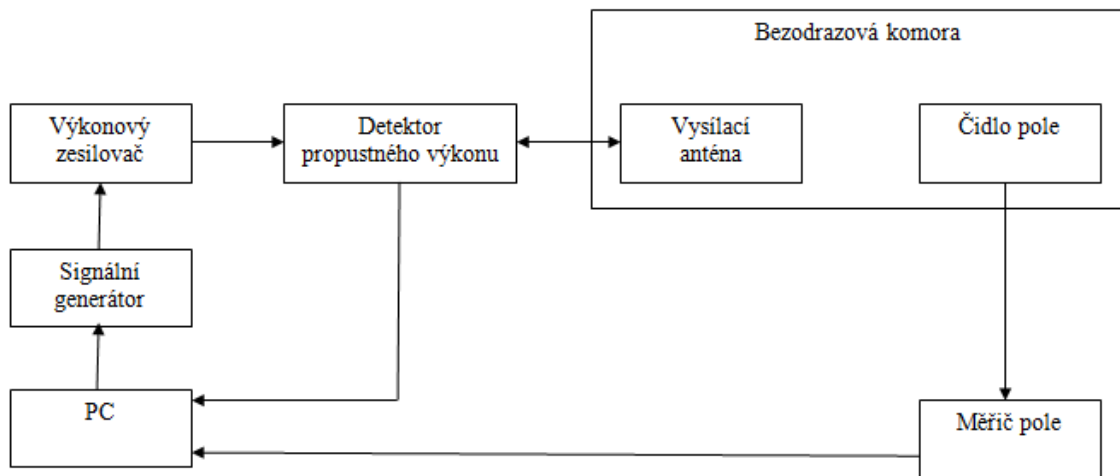 Bezodrazová komora
Výkonový
zesilovač
Detektor
propustného výkonu
Vysílací
anténa
Čidlo pole
Signální
generátor
PC
Měřič pole